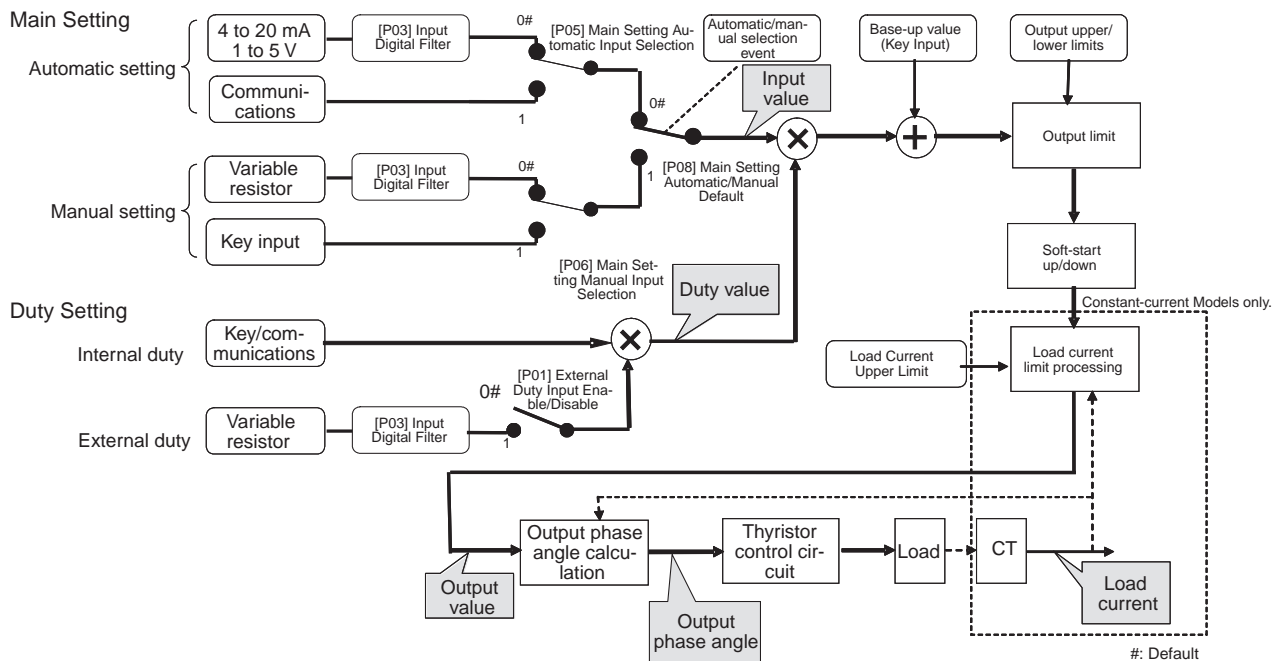 Main Setting
Automatic setting
4 to 20 mA
1 to 5 V
[P03] Input
Digital Filter
0#
[P05] Main Setting Au-
tomatic Input Selection
Communi-
cations
1
Automatic/man-
ual selection
event
0#
Input
value
Base-up value
(Key Input)
Output upper/
lower limits
Output limit
Manual setting
Variable
resistor
[P03] Input
Digital Filter
0#
Key input
1
1
[P08] Main Setting
Automatic/Manual
Default
[P06] Main Set-
ting Manual Input
Selection
Soft-start
up/down
Duty Setting
Internal duty
Key/com-
munications
Duty value
Constant-current Models only.
Load Current
Upper Limit
Load current
limit processing
External duty
Variable
resistor
[P03] Input
Digital Filter
0#
1
[P01] External
Duty Input Ena-
ble/Disable
Output
value
Output phase
angle calcu-
lation
Output
phase angle
Thyristor
control cir-
cuit
Load
CT
Load
current
#: Default